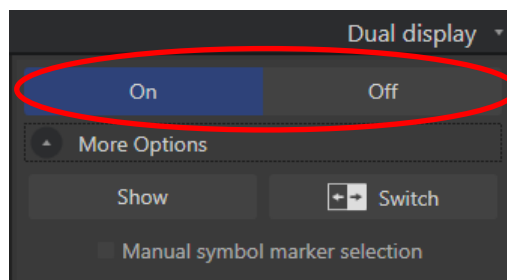 Dual display
On Off
More Options
Show Switch
Manual symbol marker selection